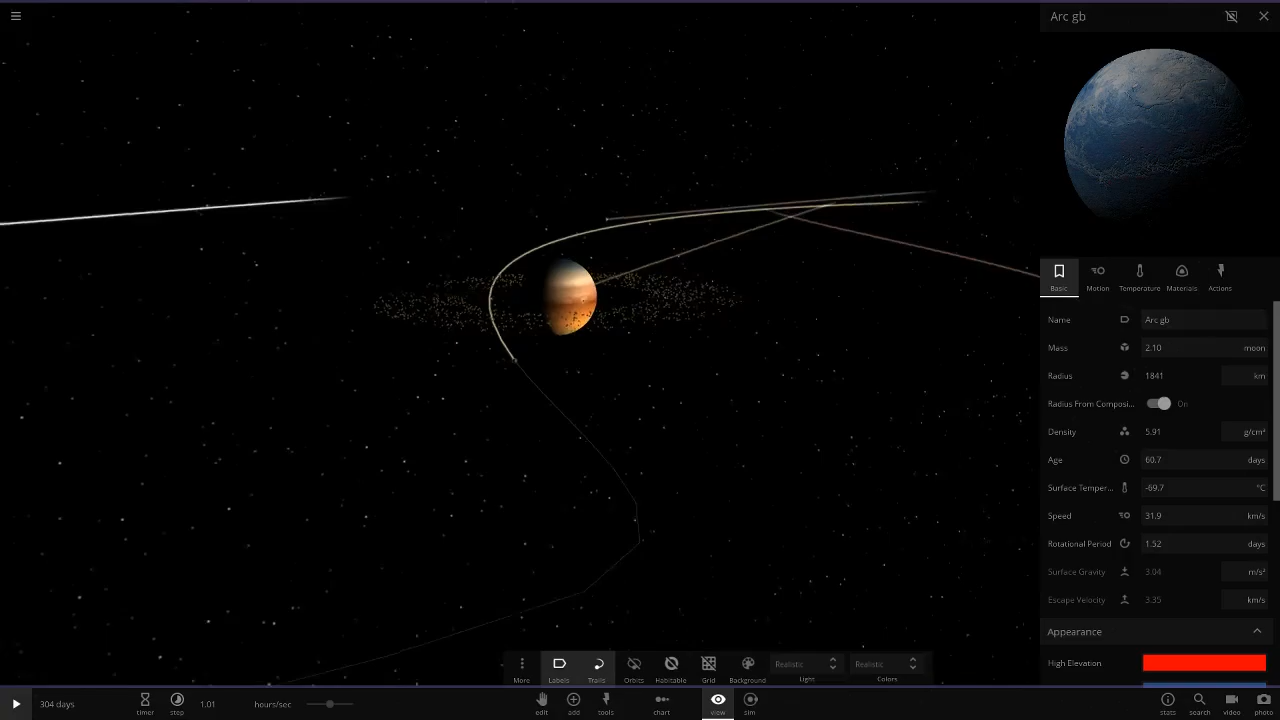 Arc gb
Basic
Motion
Temperature
Materials
Actions
Name Arc gb
Mass 2.10 moon
Radius 1841 km
Radius From Composi... On
Density 5.91 g/cm³
Age 60.7 days
Surface Temper... -69.7 °C
Speed 31.9 km/s
Rotational Period 1.52 days
Surface Gravity 3.04 m/s²
Escape Velocity 3.35 km/s
Appearance
High Elevation
More
Labels
Trails
Orbits
Habitable
Grid
Background
Realistic
Light
Realistic
Colors
304 days
timer
step
1.01 hours/sec
edit
add
tools
chart
view
sim
stats
search
video
photo